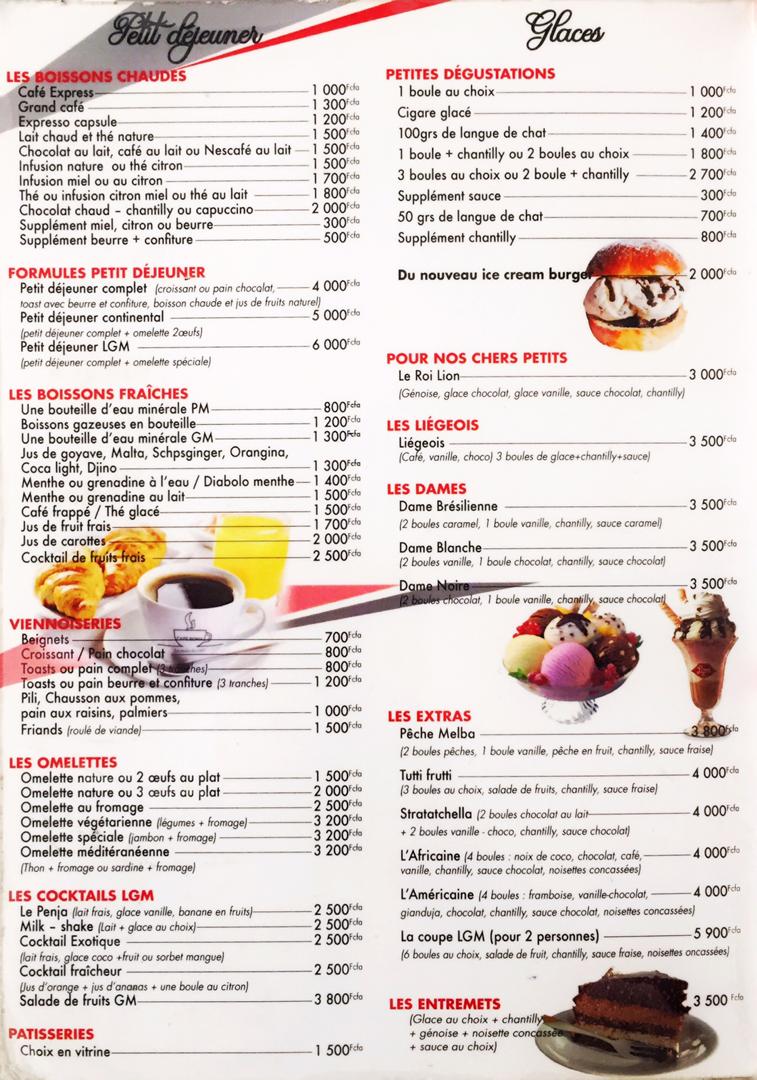 Petit déjeuner
LES BOISSONS CHAUDES
Café Express 1 000Fcfa
Grand café 1 300Fcfa
Expresso capsule 1 200Fcfa
Lait chaud et thé nature 1 500Fcfa
Chocolat au lait, café au lait ou Nescafé au lait 1 500Fcfa
Infusion nature ou thé citron 1 500Fcfa
Infusion miel ou au citron 1 700Fcfa
Thé ou infusion citron miel ou thé au lait 1 800Fcfa
Chocolat chaud - chantilly ou capuccino 2 000Fcfa
Supplément miel, citron ou beurre 300Fcfa
Supplément beurre + confiture 500Fcfa
FORMULES PETIT DÉJEUNER
Petit déjeuner complet (croissant ou pain chocolat, 4 000Fcfa
toast avec beurre et confiture, boisson chaude et jus de fruits naturel)
Petit déjeuner continental 5 000Fcfa
(petit déjeuner complet + omelette 2œufs)
Petit déjeuner LGM 6 000Fcfa
(petit déjeuner complet + omelette spéciale)
LES BOISSONS FRAÎCHES
Une bouteille d'eau minérale PM 800Fcfa
Boissons gazeuses en bouteille 1 200Fcfa
Une bouteille d'eau minérale GM 1 300Fcfa
Jus de goyave, Malta, Schpsginger, Orangina,
Coca light, Djino 1 300Fcfa
Menthe ou grenadine à l'eau / Diabolo menthe 1 400Fcfa
Menthe ou grenadine au lait 1 500Fcfa
Café frappé / Thé glacé 1 500Fcfa
Jus de fruit frais 1 700Fcfa
Jus de carottes 2 000Fcfa
Cocktail de fruits frais 2 500Fcfa
VIENNOISERIES
Beignets 700Fcfa
Croissant / Pain chocolat 800Fcfa
Toasts ou pain complet (3 tranches) 800Fcfa
Toasts ou pain beurre et confiture (3 tranches) 1 200Fcfa
Pili, Chausson aux pommes,
pain aux raisins, palmiers 1 000Fcfa
Friands (roulé de viande) 1 500Fcfa
LES OMELETTES
Omelette nature ou 2 œufs au plat 1 500Fcfa
Omelette nature ou 3 œufs au plat 2 000Fcfa
Omelette au fromage 2 500Fcfa
Omelette végétarienne (légumes + fromage) 3 200Fcfa
Omelette spéciale (jambon + fromage) 3 200Fcfa
Omelette méditéranéenne 3 200Fcfa
(Thon + fromage ou sardine + fromage)
LES COCKTAILS LGM
Le Penja (lait frais, glace vanille, banane en fruits) 2 500Fcfa
Milk - shake (Lait + glace au choix) 2 500Fcfa
Cocktail Exotique 2 500Fcfa
(lait frais, glace coco +fruit ou sorbet mangue)
Cocktail fraîcheur 2 500Fcfa
(Jus d'orange + jus d'ananas + une boule au citron)
Salade de fruits GM 3 800Fcfa
PATISSERIES
Choix en vitrine 1 500Fcfa
Glaces
PETITES DÉGUSTATIONS
1 boule au choix 1 000Fcfa
Cigare glacé 1 200Fcfa
100grs de langue de chat 1 400Fcfa
1 boule + chantilly ou 2 boules au choix 1 800Fcfa
3 boules au choix ou 2 boule + chantilly 2 700Fcfa
Supplément sauce 300Fcfa
50 grs de langue de chat 700Fcfa
Supplément chantilly 800Fcfa
Du nouveau ice cream burger 2 000Fcfa
POUR NOS CHERS PETITS
Le Roi Lion 3 000Fcfa
(Génoise, glace chocolat, glace vanille, sauce chocolat, chantilly)
LES LIÉGEOIS
Liégeois 3 500Fcfa
(Café, vanille, choco) 3 boules de glace+chantilly+sauce)
LES DAMES
Dame Brésilienne 3 500Fcfa
(2 boules caramel, 1 boule vanille, chantilly, sauce caramel)
Dame Blanche 3 500Fcfa
(2 boules vanille, 1 boule chocolat, chantilly, sauce chocolat)
Dame Noire 3 500Fcfa
(2 boules chocolat, 1 boule vanille, chantilly, sauce chocolat)
LES EXTRAS
Pêche Melba 3 800Fcfa
(2 boules pêches, 1 boule vanille, pêche en fruit, chantilly, sauce fraise)
Tutti frutti 4 000Fcfa
(3 boules au choix, salade de fruits, chantilly, sauce fraise)
Stratatchella (2 boules chocolat au lait 4 000Fcfa
+ 2 boules vanille - choco, chantilly, sauce chocolat)
L'Africaine (4 boules : noix de coco, chocolat, café, 4 000Fcfa
vanille, chantilly, sauce chocolat, noisettes concassées)
L'Américaine (4 boules : framboise, vanille-chocolat, 4 000Fcfa
gianduja, chocolat, chantilly, sauce chocolat, noisettes concassées)
La coupe LGM (pour 2 personnes) 5 900Fcfa
(6 boules au choix, salade de fruit, chantilly, sauce fraise, noisettes oncassées)
LES ENTREMETS 3 500 Fcfa
(Glace au choix + chantilly
+ génoise + noisette concassée
+ sauce au choix)